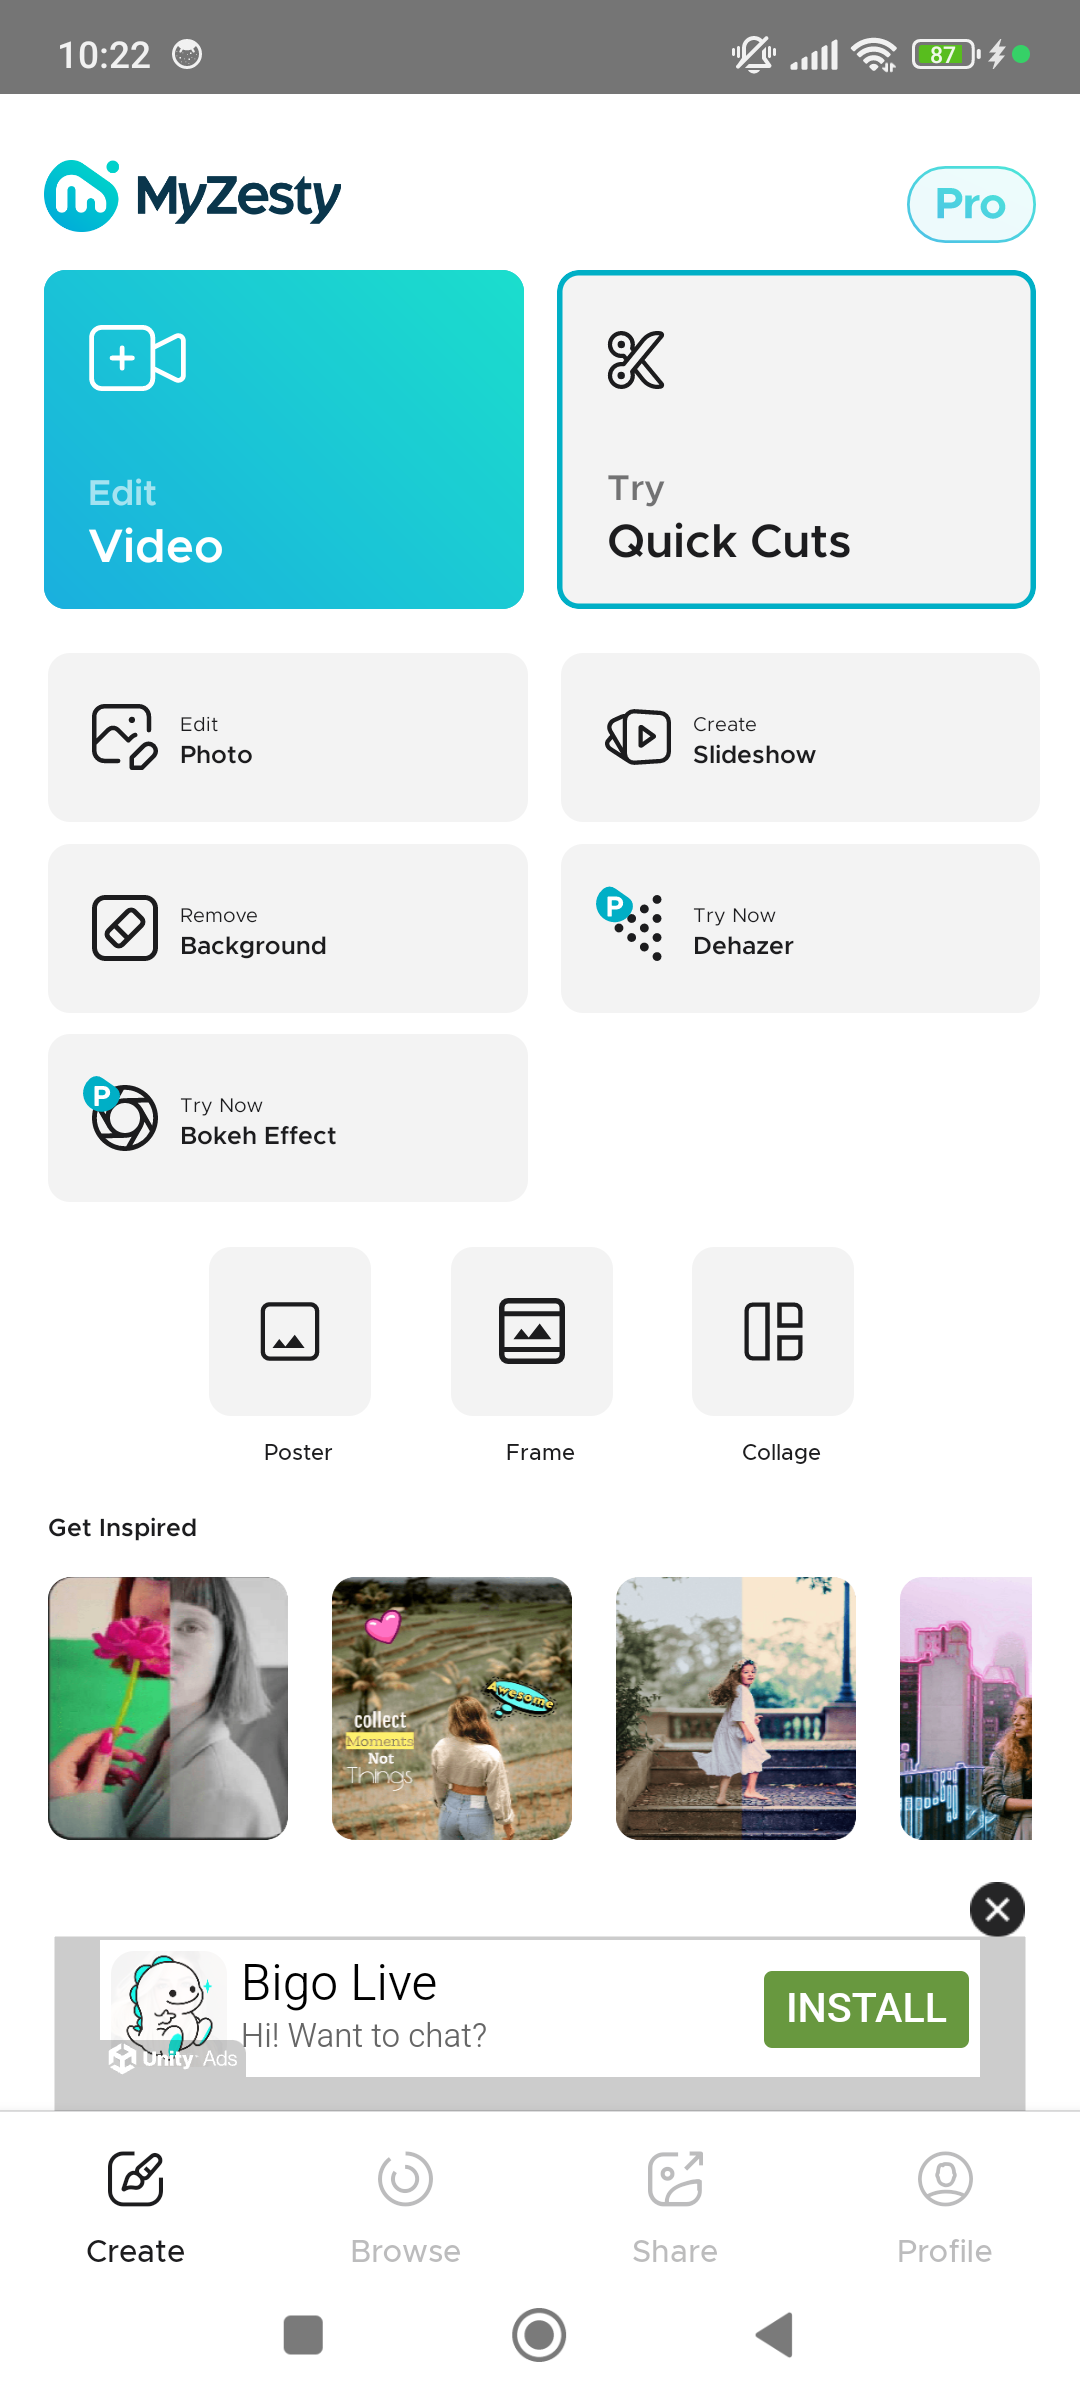 10:22
87
MyZesty
Pro
Edit
Video
Try
Quick Cuts
Edit
Photo
Create
Slideshow
Remove
Background
P
Try Now
Dehazer
P
Try Now
Bokeh Effect
Poster
Frame
Collage
Get Inspired
Awesome
collect
Moments
Not
Things
Bigo Live
Hi! Want to chat?
INSTALL
Unity Ads
Create
Browse
Share
Profile